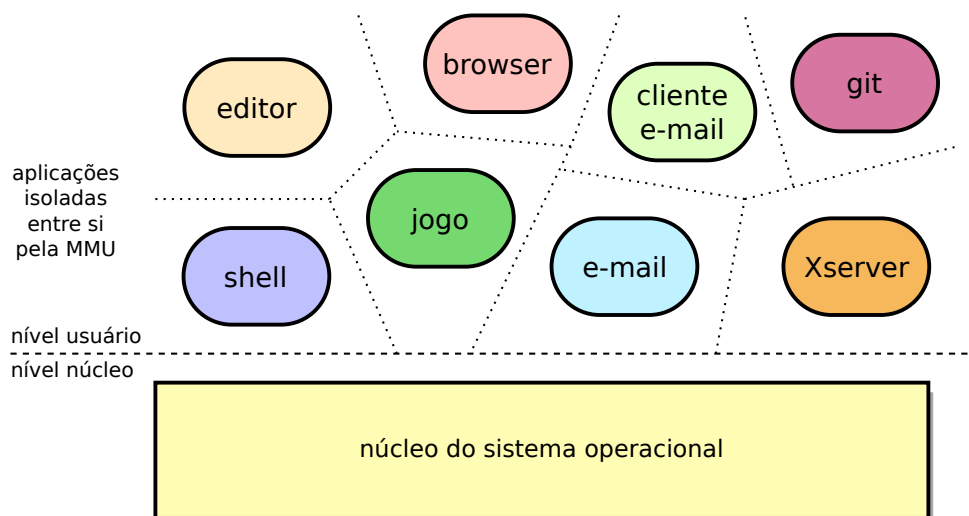 browser
editor
cliente
e-mail
git
aplicações
isoladas
entre si
pela MMU
jogo
shell
e-mail
Xserver
nível usuário
nível núcleo
núcleo do sistema operacional